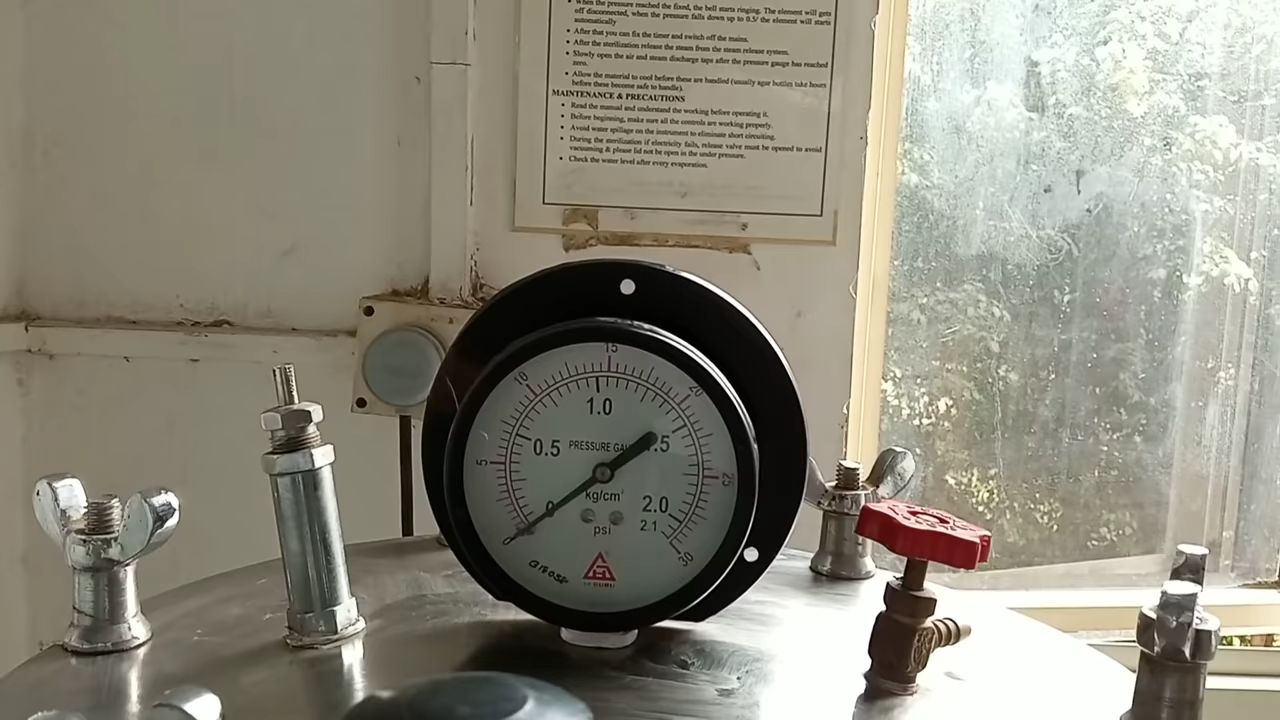 When the pressure reached the fixed, the bell starts ringing. The element will gets
off disconnected, when the pressure falls down up to 0.5/ the element will starts
automatically
After that you can fix the timer and switch off the mains.
After the sterilization release the steam from the steam release system.
Slowly open the air and steam discharge taps after the pressure gauge has reached
zero.
Allow the material to cool before these are handled (usually agar bottles take hours
before these become safe to handle).
MAINTENANCE & PRECAUTIONS
Read the manual and understand the working before operating it.
Before beginning, make sure all the controls are working properly.
Avoid water spillage on the instrument to eliminate short circuiting.
During the sterilization if electricity fails, release valve must be opened to avoid
vacuuming & please lid not be open in the under pressure.
Check the water level after every evaporation.
15
10
20
1.0
0.5 PRESSURE
5
25
0
kg/cm²
2.0
psi
2.1
30